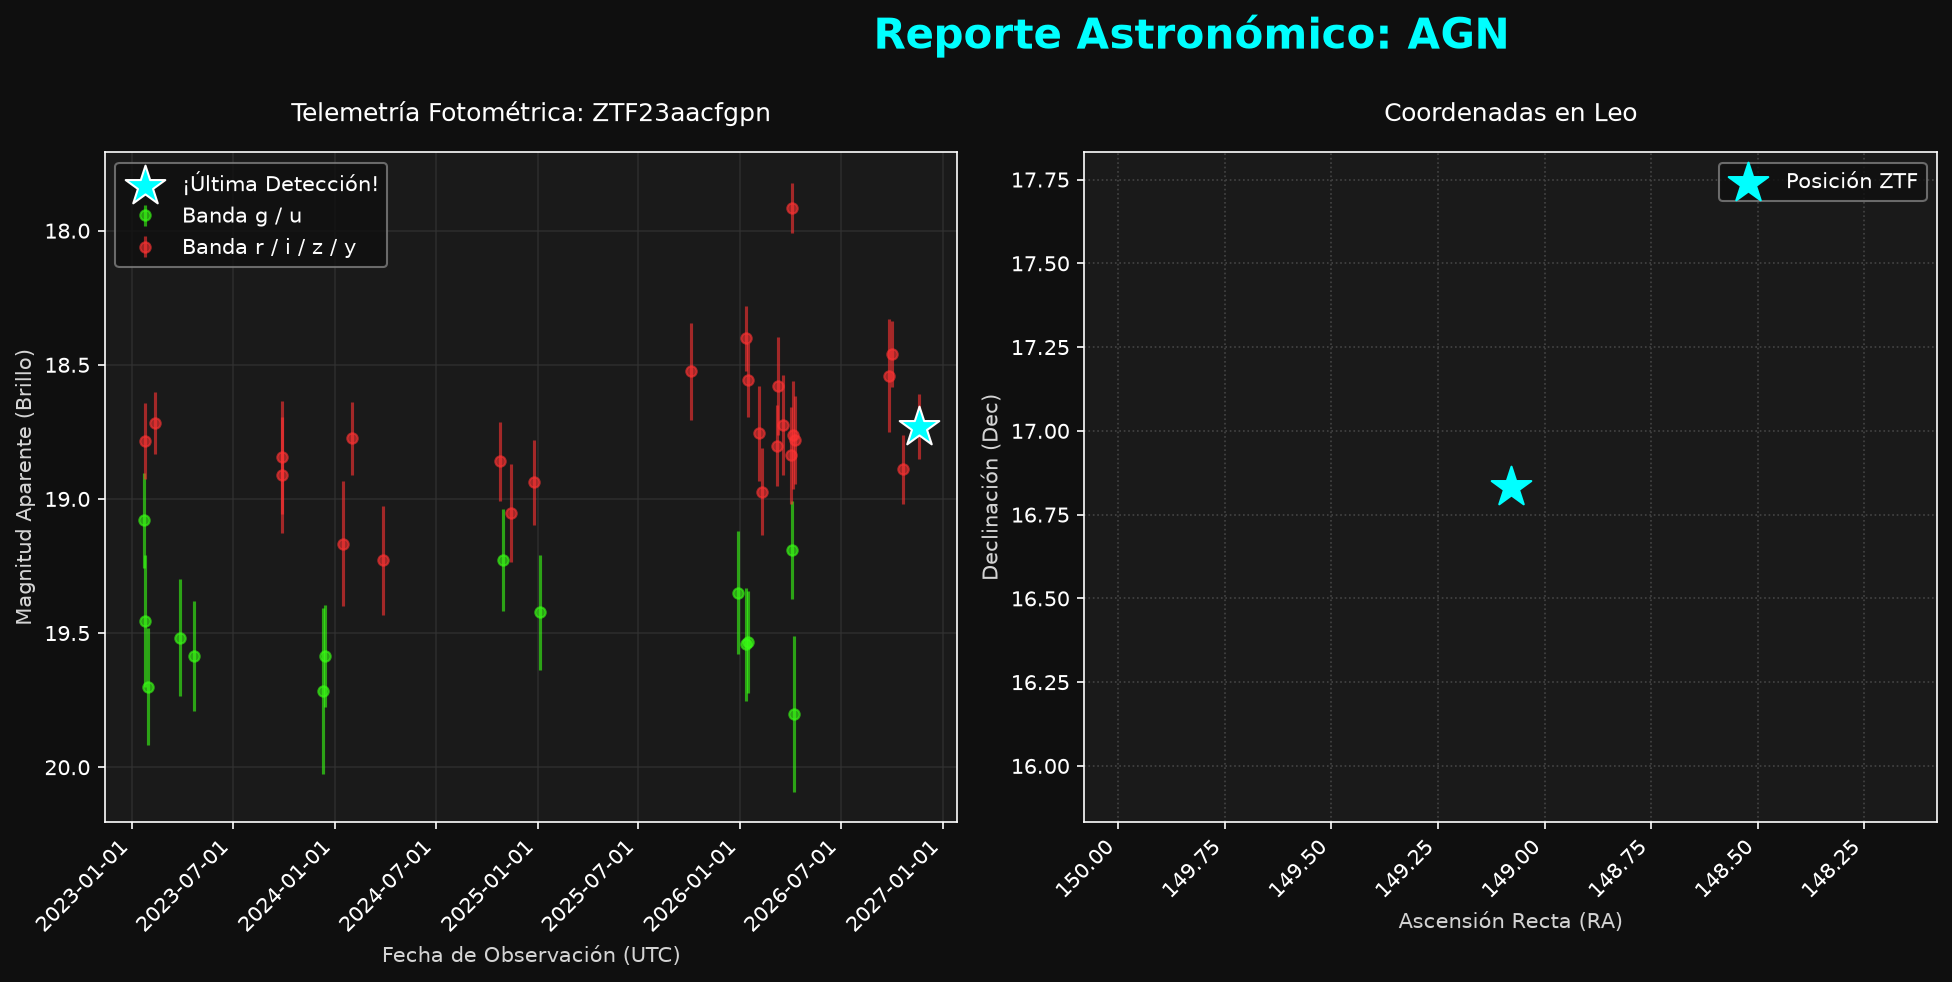 Reporte Astronómico: AGN
Telemetría Fotométrica: ZTF23aacfgpn
¡Última Detección!
Banda g / u
Banda r / i / z / y
Magnitud Aparente (Brillo)
18.0
18.5
19.0
19.5
20.0
2023-01-01
2023-07-01
2024-01-01
2024-07-01
2025-01-01
2025-07-01
2026-01-01
2026-07-01
2027-01-01
Fecha de Observación (UTC)
Coordenadas en Leo
Posición ZTF
Declinación (Dec)
17.75
17.50
17.25
17.00
16.75
16.50
16.25
16.00
150.00
149.75
149.50
149.25
149.00
148.75
148.50
148.25
Ascensión Recta (RA)